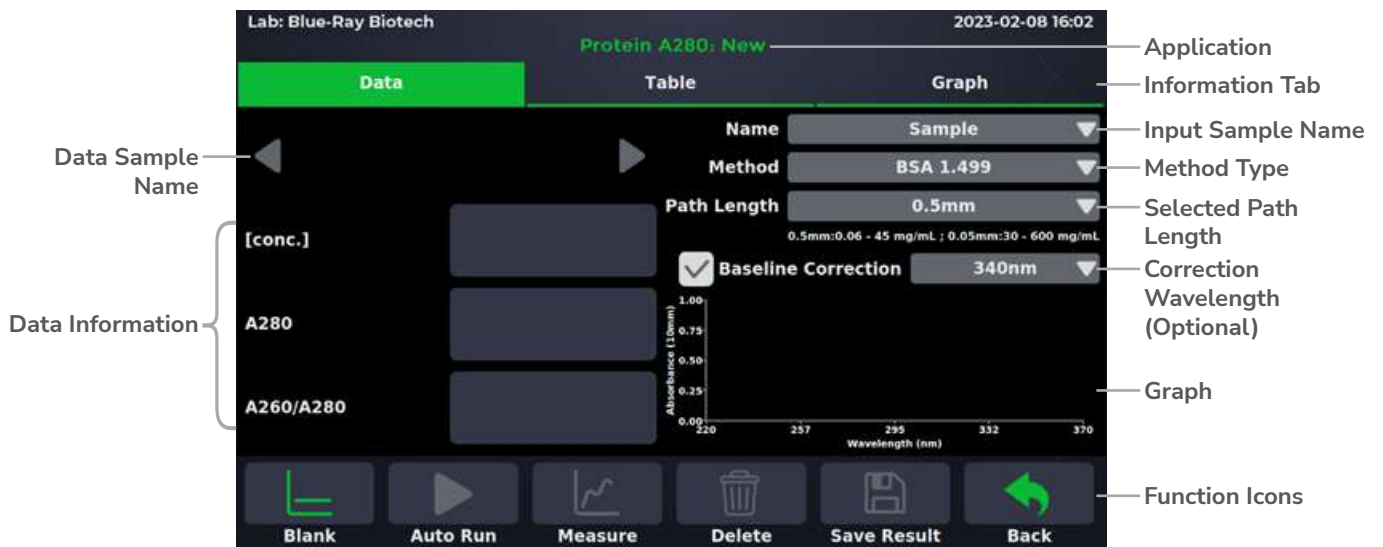 Lab: Blue-Ray Biotech
2023-02-08 16:02
Protein A280: New
Application
Data
Table
Graph
Information Tab
Name
Sample
Input Sample Name
Data Sample
Name
Method
BSA 1.499
Method Type
Path Length
0.5mm
Selected Path
Length
0.5mm:0.06 - 45 mg/mL ; 0.05mm:30 - 600 mg/mL
[conc.]
Baseline Correction
340nm
Correction
Wavelength
(Optional)
Data Information
A280
A260/A280
Absorbance (10mm)
1.00
0.75
0.50
0.25
0.00
220
257
295
332
370
Wavelength (nm)
Graph
Blank
Auto Run
Measure
Delete
Save Result
Back
Function Icons